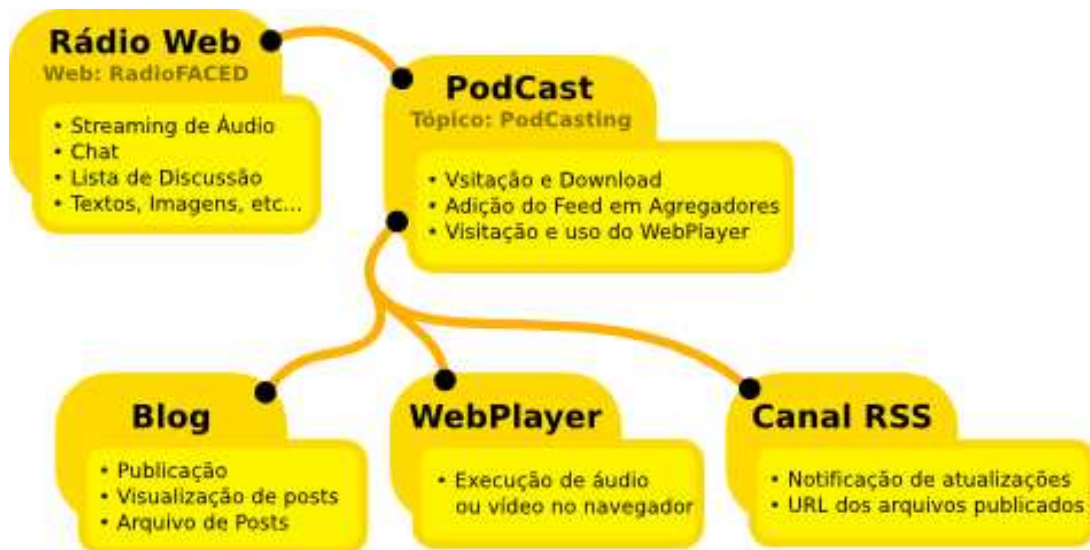 Rádio Web
Web: RadioFACED
• Streaming de Áudio
• Chat
• Lista de Discussão
• Textos, Imagens, etc...
PodCast
Tópico: PodCasting
• Vsitação e Download
• Adição do Feed em Agregadores
• Visitação e uso do WebPlayer
Blog
• Publicação
• Visualização de posts
• Arquivo de Posts
WebPlayer
• Execução de áudio
ou vídeo no navegador
Canal RSS
• Notificação de atualizações
• URL dos arquivos publicados